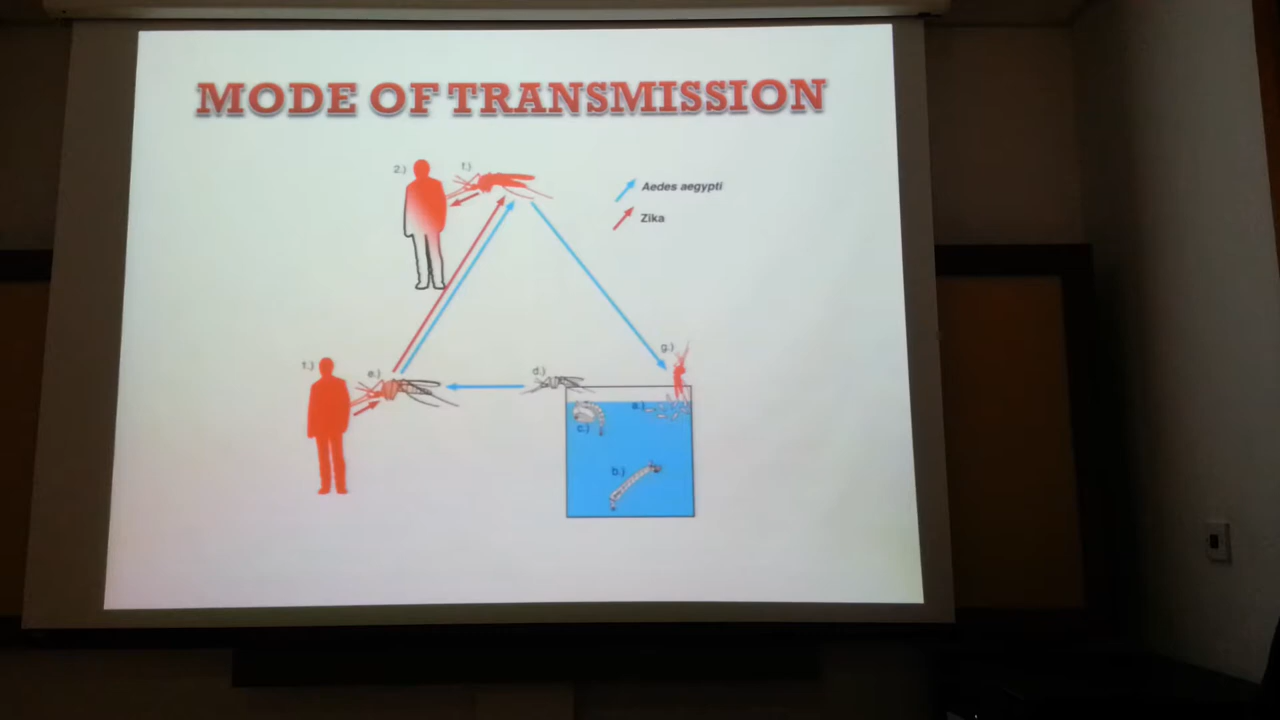 MODE OF TRANSMISSION
2.)
f.)
Aedes aegypti
Zika
g.)
1.)
e.)
d.)
a.)
c.)
b.)